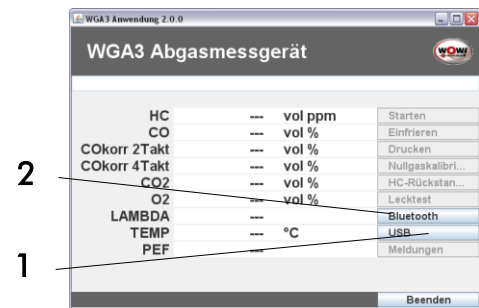 WGA3 Anwendung 2.0.0
WGA3 Abgasmessgerät
WOW!
HC --- vol ppm Starten
CO --- vol % Einfrieren
COkorr 2Takt --- vol % Drucken
COkorr 4Takt --- vol % Nullgaskalibri...
2
CO2 --- vol % HC-Rückstan...
O2 --- vol % Lecktest
LAMBDA --- Bluetooth
TEMP --- °C USB
PEF --- Meldungen
1
Beenden